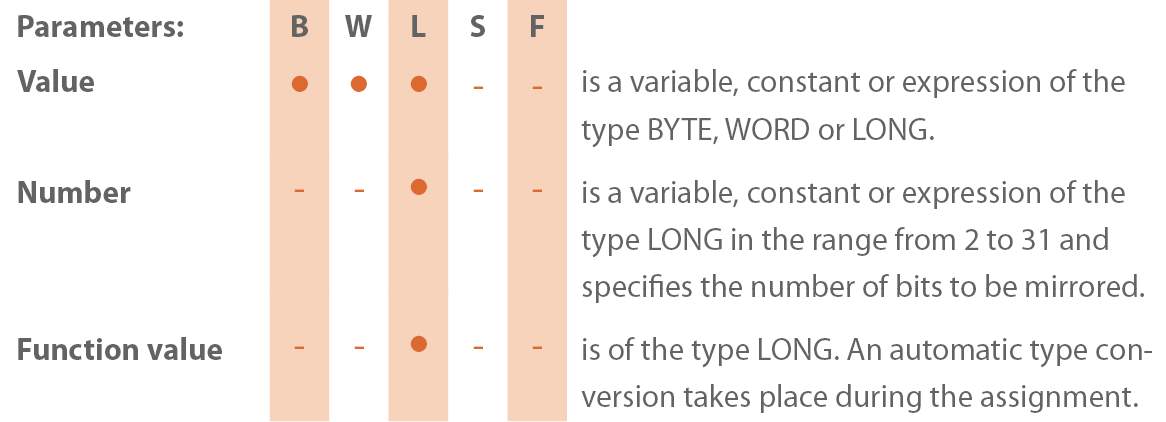 Parameters: B W L S F
Value ● ● ● - - is a variable, constant or expression of the
type BYTE, WORD or LONG.
Number - - ● - - is a variable, constant or expression of the
type LONG in the range from 2 to 31 and
specifies the number of bits to be mirrored.
Function value - - ● - - is of the type LONG. An automatic type con-
version takes place during the assignment.